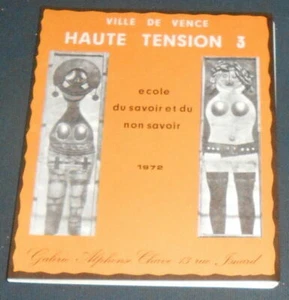 VILLE DE VENCE
HAUTE TENSION 3
ecole
du savoir et du
non savoir
1972
Galerie Alphonse Chave 13 rue Isnard